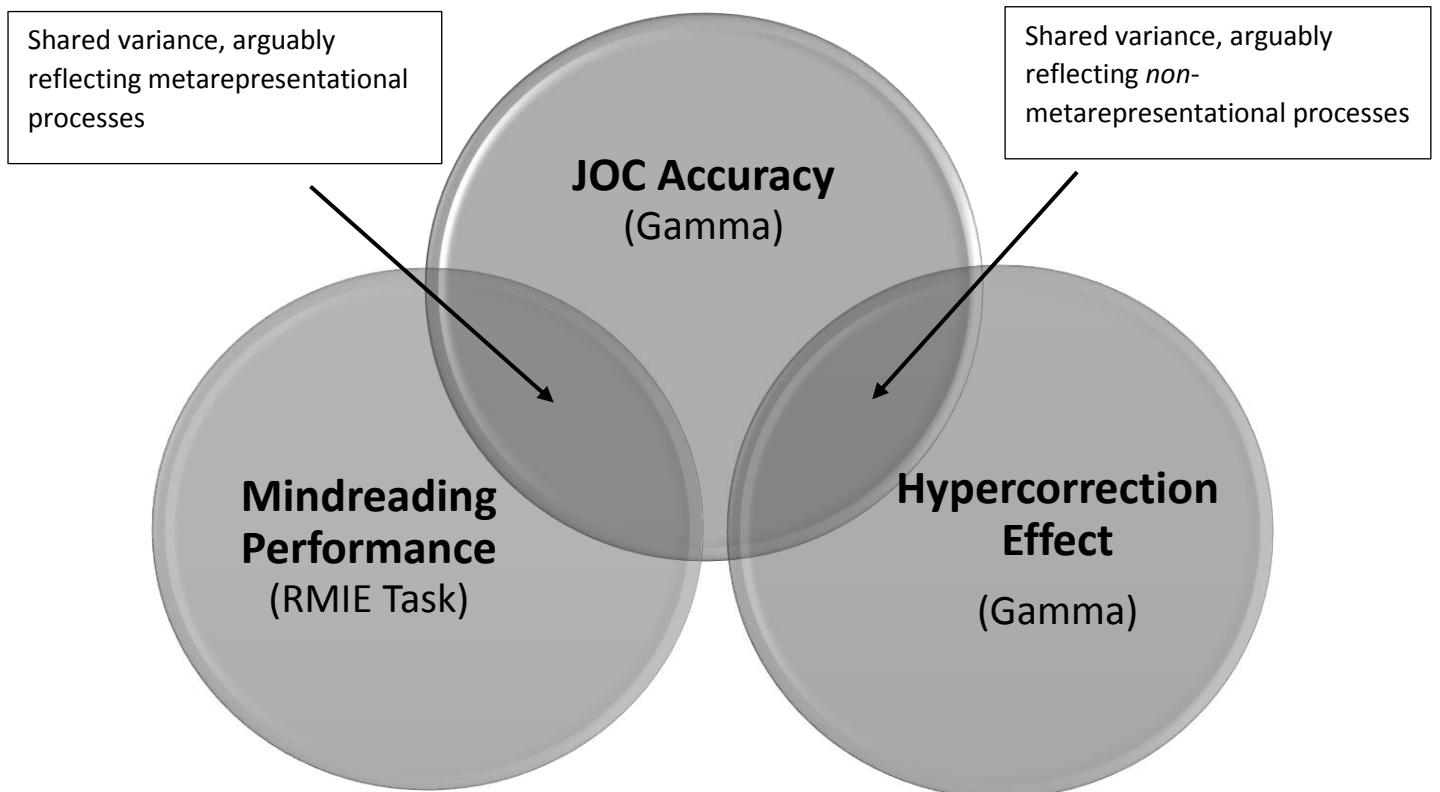 Shared variance, arguably
reflecting metarepresentational
processes
Shared variance, arguably
reflecting non-
metarepresentational processes
JOC Accuracy
(Gamma)
Mindreading
Performance
(RMIE Task)
Hypercorrection
Effect
(Gamma)